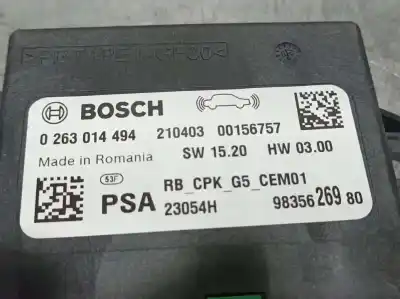 BOSCH
0 263 014 494 210403 00156757
Made in Romania SW 15.20 HW 03.00
53F
PSA RB_CPK_G5_CEM01
23054H 98356 269 80